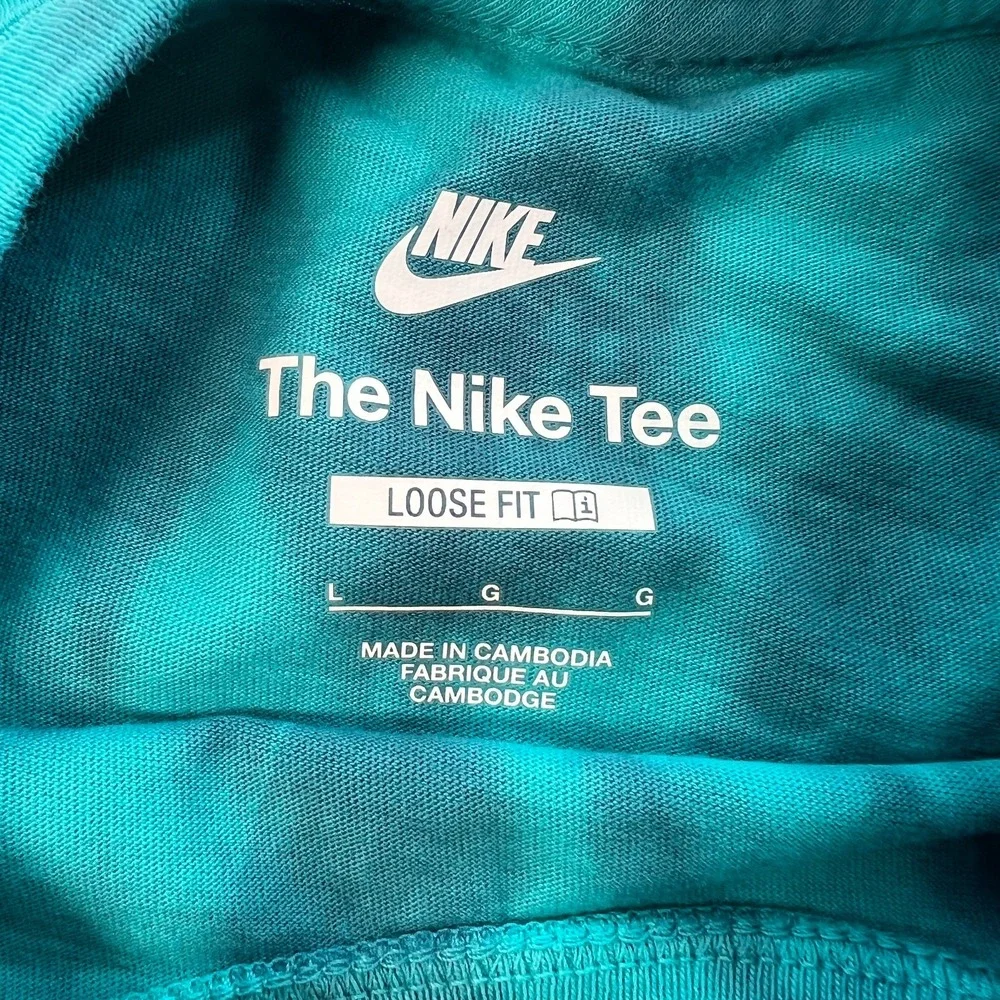 NIKE
The Nike Tee
LOOSE FIT i
L G G
MADE IN CAMBODIA
FABRIQUE AU
CAMBODGE